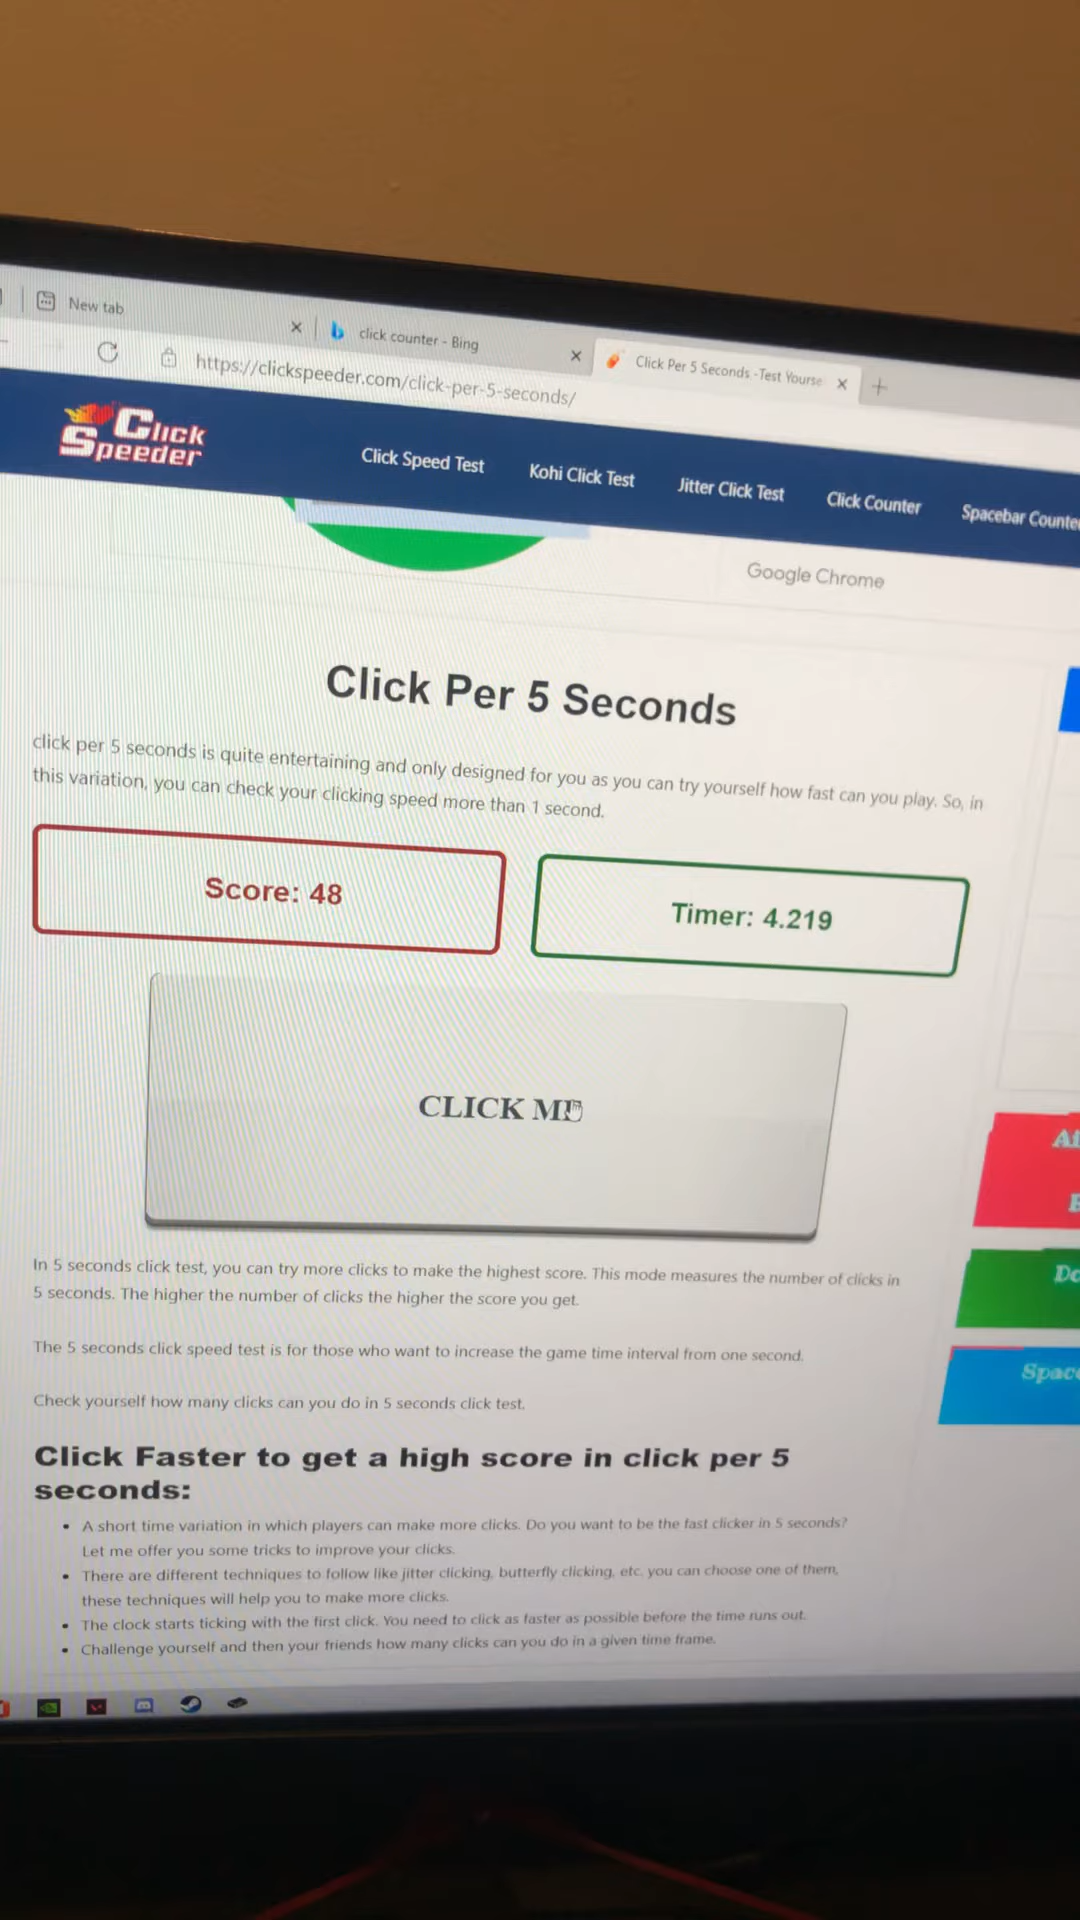 New tab
click counter - Bing
Click Per 5 Seconds -Test Yourse
https://clickspeeder.com/click-per-5-seconds/
Click
Speeder
Click Speed Test
Kohi Click Test
Jitter Click Test
Click Counter
Spacebar Counte
Google Chrome
Click Per 5 Seconds
click per 5 seconds is quite entertaining and only designed for you as you can try yourself how fast can you play. So, in
this variation, you can check your clicking speed more than 1 second.
Score: 48
Timer: 4.219
CLICK ME
In 5 seconds click test, you can try more clicks to make the highest score. This mode measures the number of clicks in
5 seconds. The higher the number of clicks the higher the score you get.
The 5 seconds click speed test is for those who want to increase the game time interval from one second.
Check yourself how many clicks can you do in 5 seconds click test.
Click Faster to get a high score in click per 5
seconds:
• A short time variation in which players can make more clicks. Do you want to be the fast clicker in 5 seconds?
Let me offer you some tricks to improve your clicks.
• There are different techniques to follow like jitter clicking, butterfly clicking, etc. you can choose one of them,
these techniques will help you to make more clicks.
• The clock starts ticking with the first click. You need to click as faster as possible before the time runs out.
• Challenge yourself and then your friends how many clicks can you do in a given time frame.
Do
Space